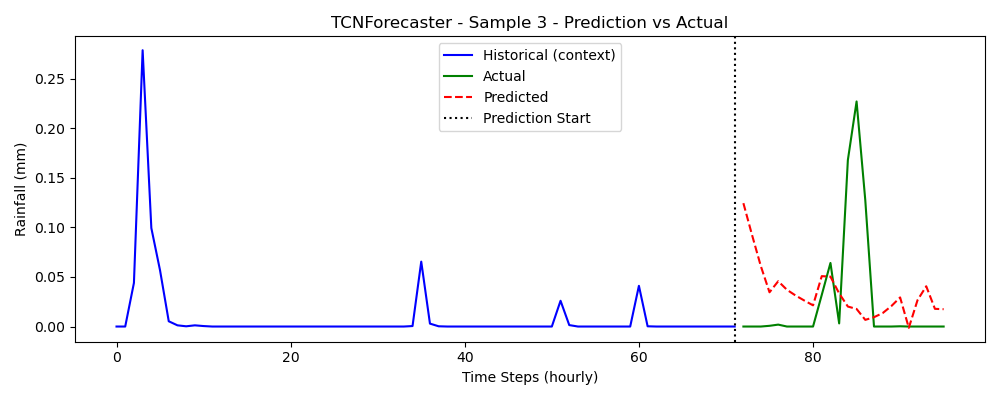 TCNForecaster - Sample 3 - Prediction vs Actual
Historical (context)
Actual
Predicted
Prediction Start
Rainfall (mm)
0.25
0.20
0.15
0.10
0.05
0.00
0 20 40 60 80
Time Steps (hourly)